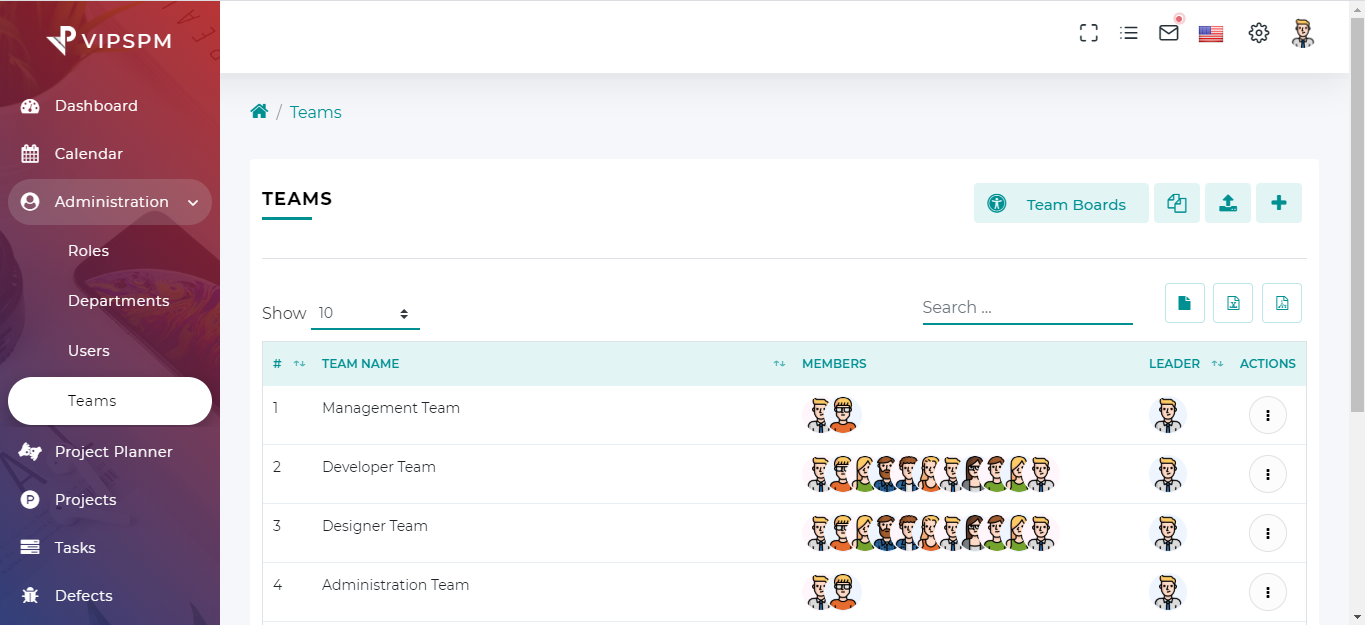 VIPSPM
Dashboard
Calendar
Administration
Roles
Departments
Users
Teams
Project Planner
Projects
Tasks
Defects
/ Teams
TEAMS
Team Boards
Show 10
Search ...
# TEAM NAME MEMBERS LEADER ACTIONS
1 Management Team
2 Developer Team
3 Designer Team
4 Administration Team